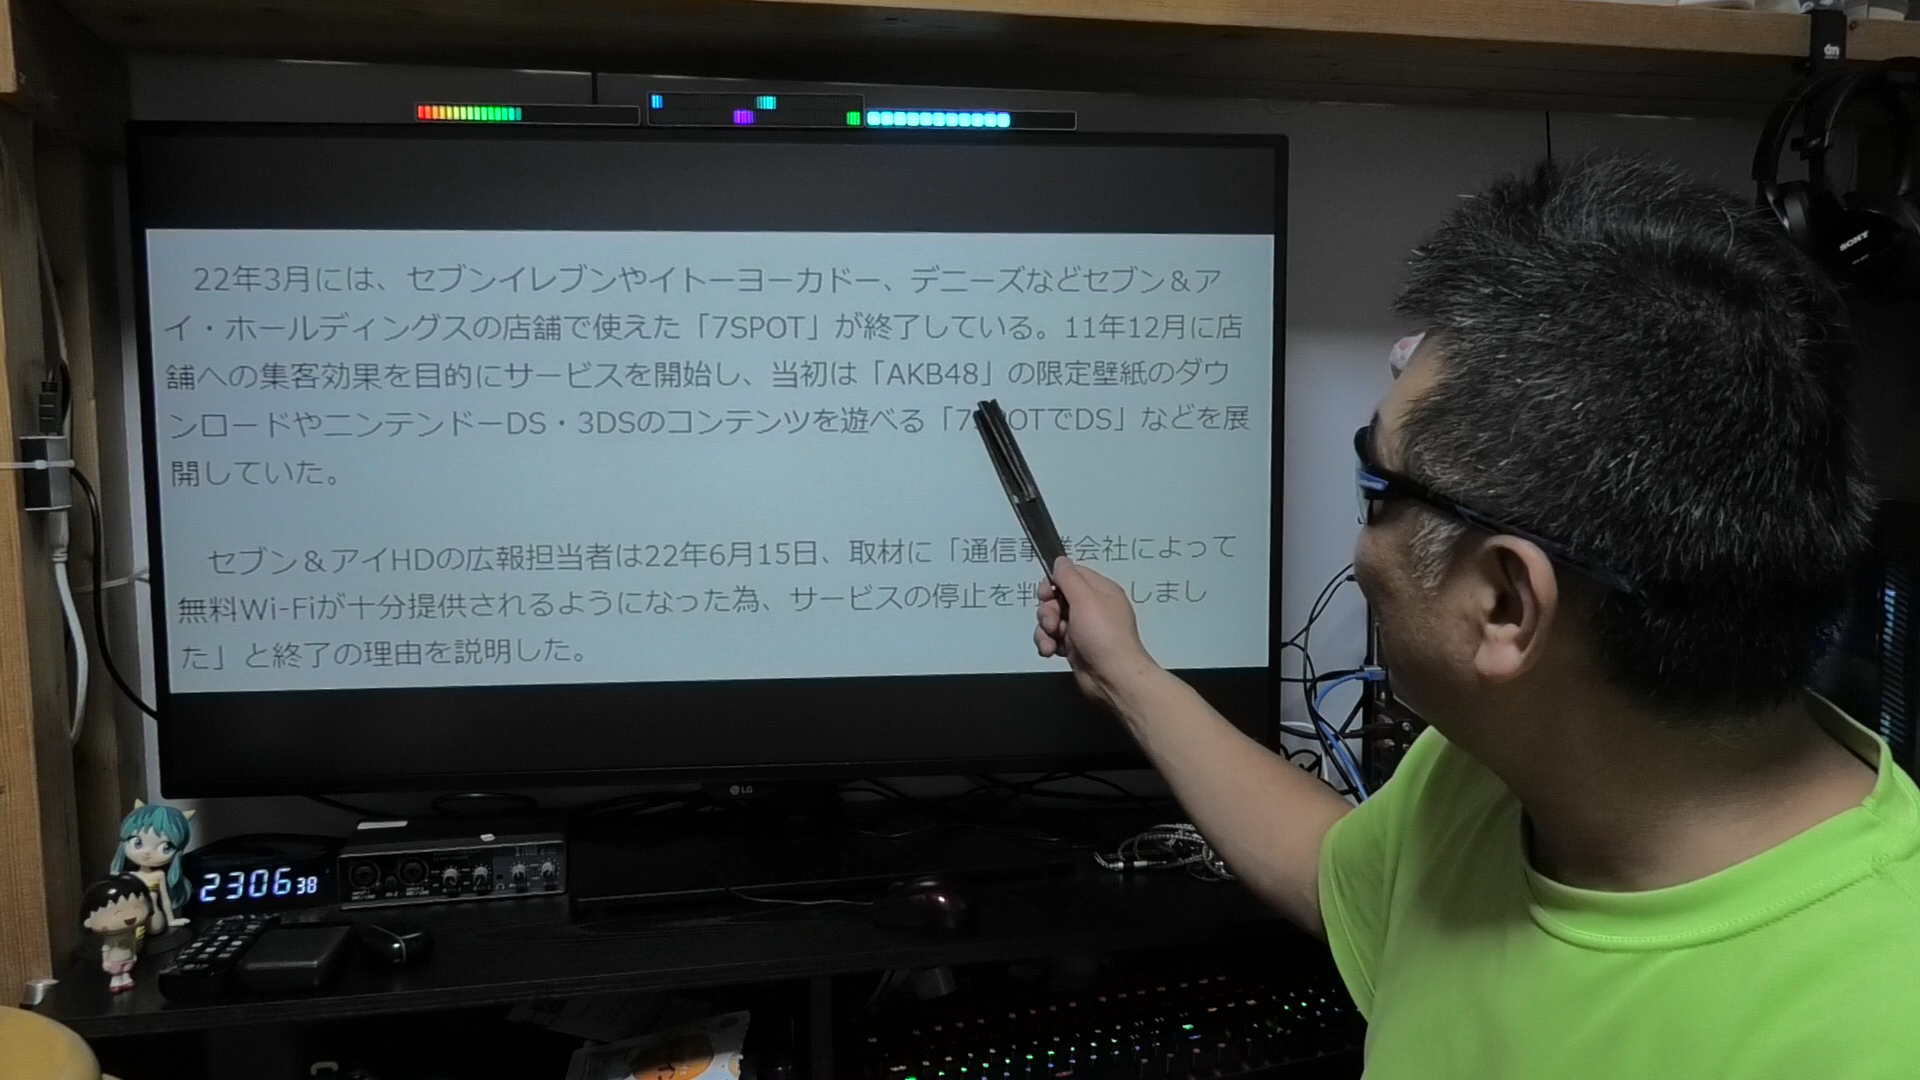 22年3月には、セブンイレブンやイトーヨーカドー、デニーズなどセブン＆ア
イ・ホールディングスの店舗で使えた「7SPOT」が終了している。11年12月に店
舗への集客効果を目的にサービスを開始し、当初は「AKB48」の限定壁紙のダウ
ンロードやニンテンドーDS・3DSのコンテンツを遊べる「7SPOTでDS」などを展
開していた。
セブン＆アイHDの広報担当者は22年6月15日、取材に「通信事業会社によって
無料Wi-Fiが十分提供されるようになった為、サービスの停止を判 しまし
た」と終了の理由を説明した。
LG
2306 38
SONY